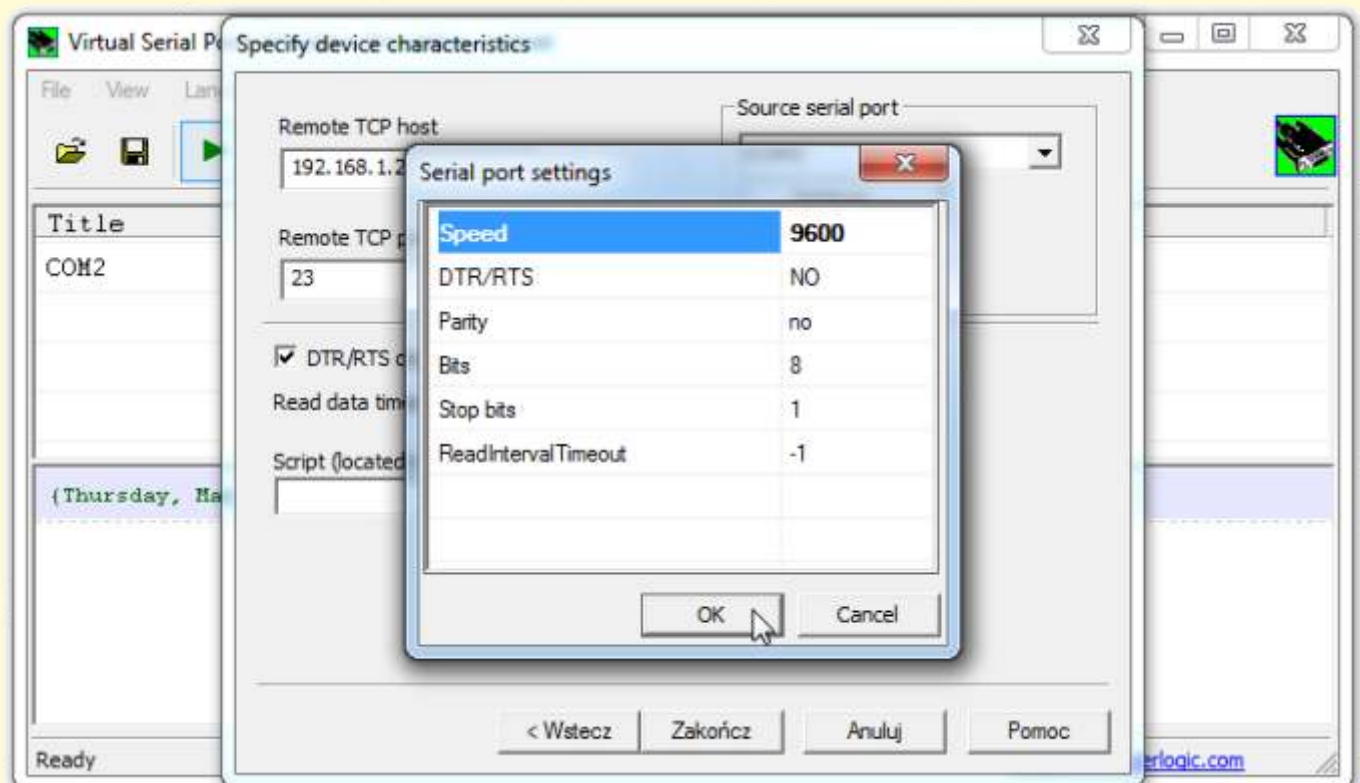 Virtual Serial Po
Specify device characteristics
File View Lan
Remote TCP host
Source serial port
192.168.1.2
Serial port settings
Title
Remote TCP p
Speed 9600
COM2
23
DTR/RTS NO
Parity no
DTR/RTS
Bits 8
Read data tim
Stop bits 1
Script (located
ReadIntervalTimeout -1
(Thursday, Ma
OK Cancel
< Wstecz Zakończ Anuluj Pomoc
Ready
erlogic.com